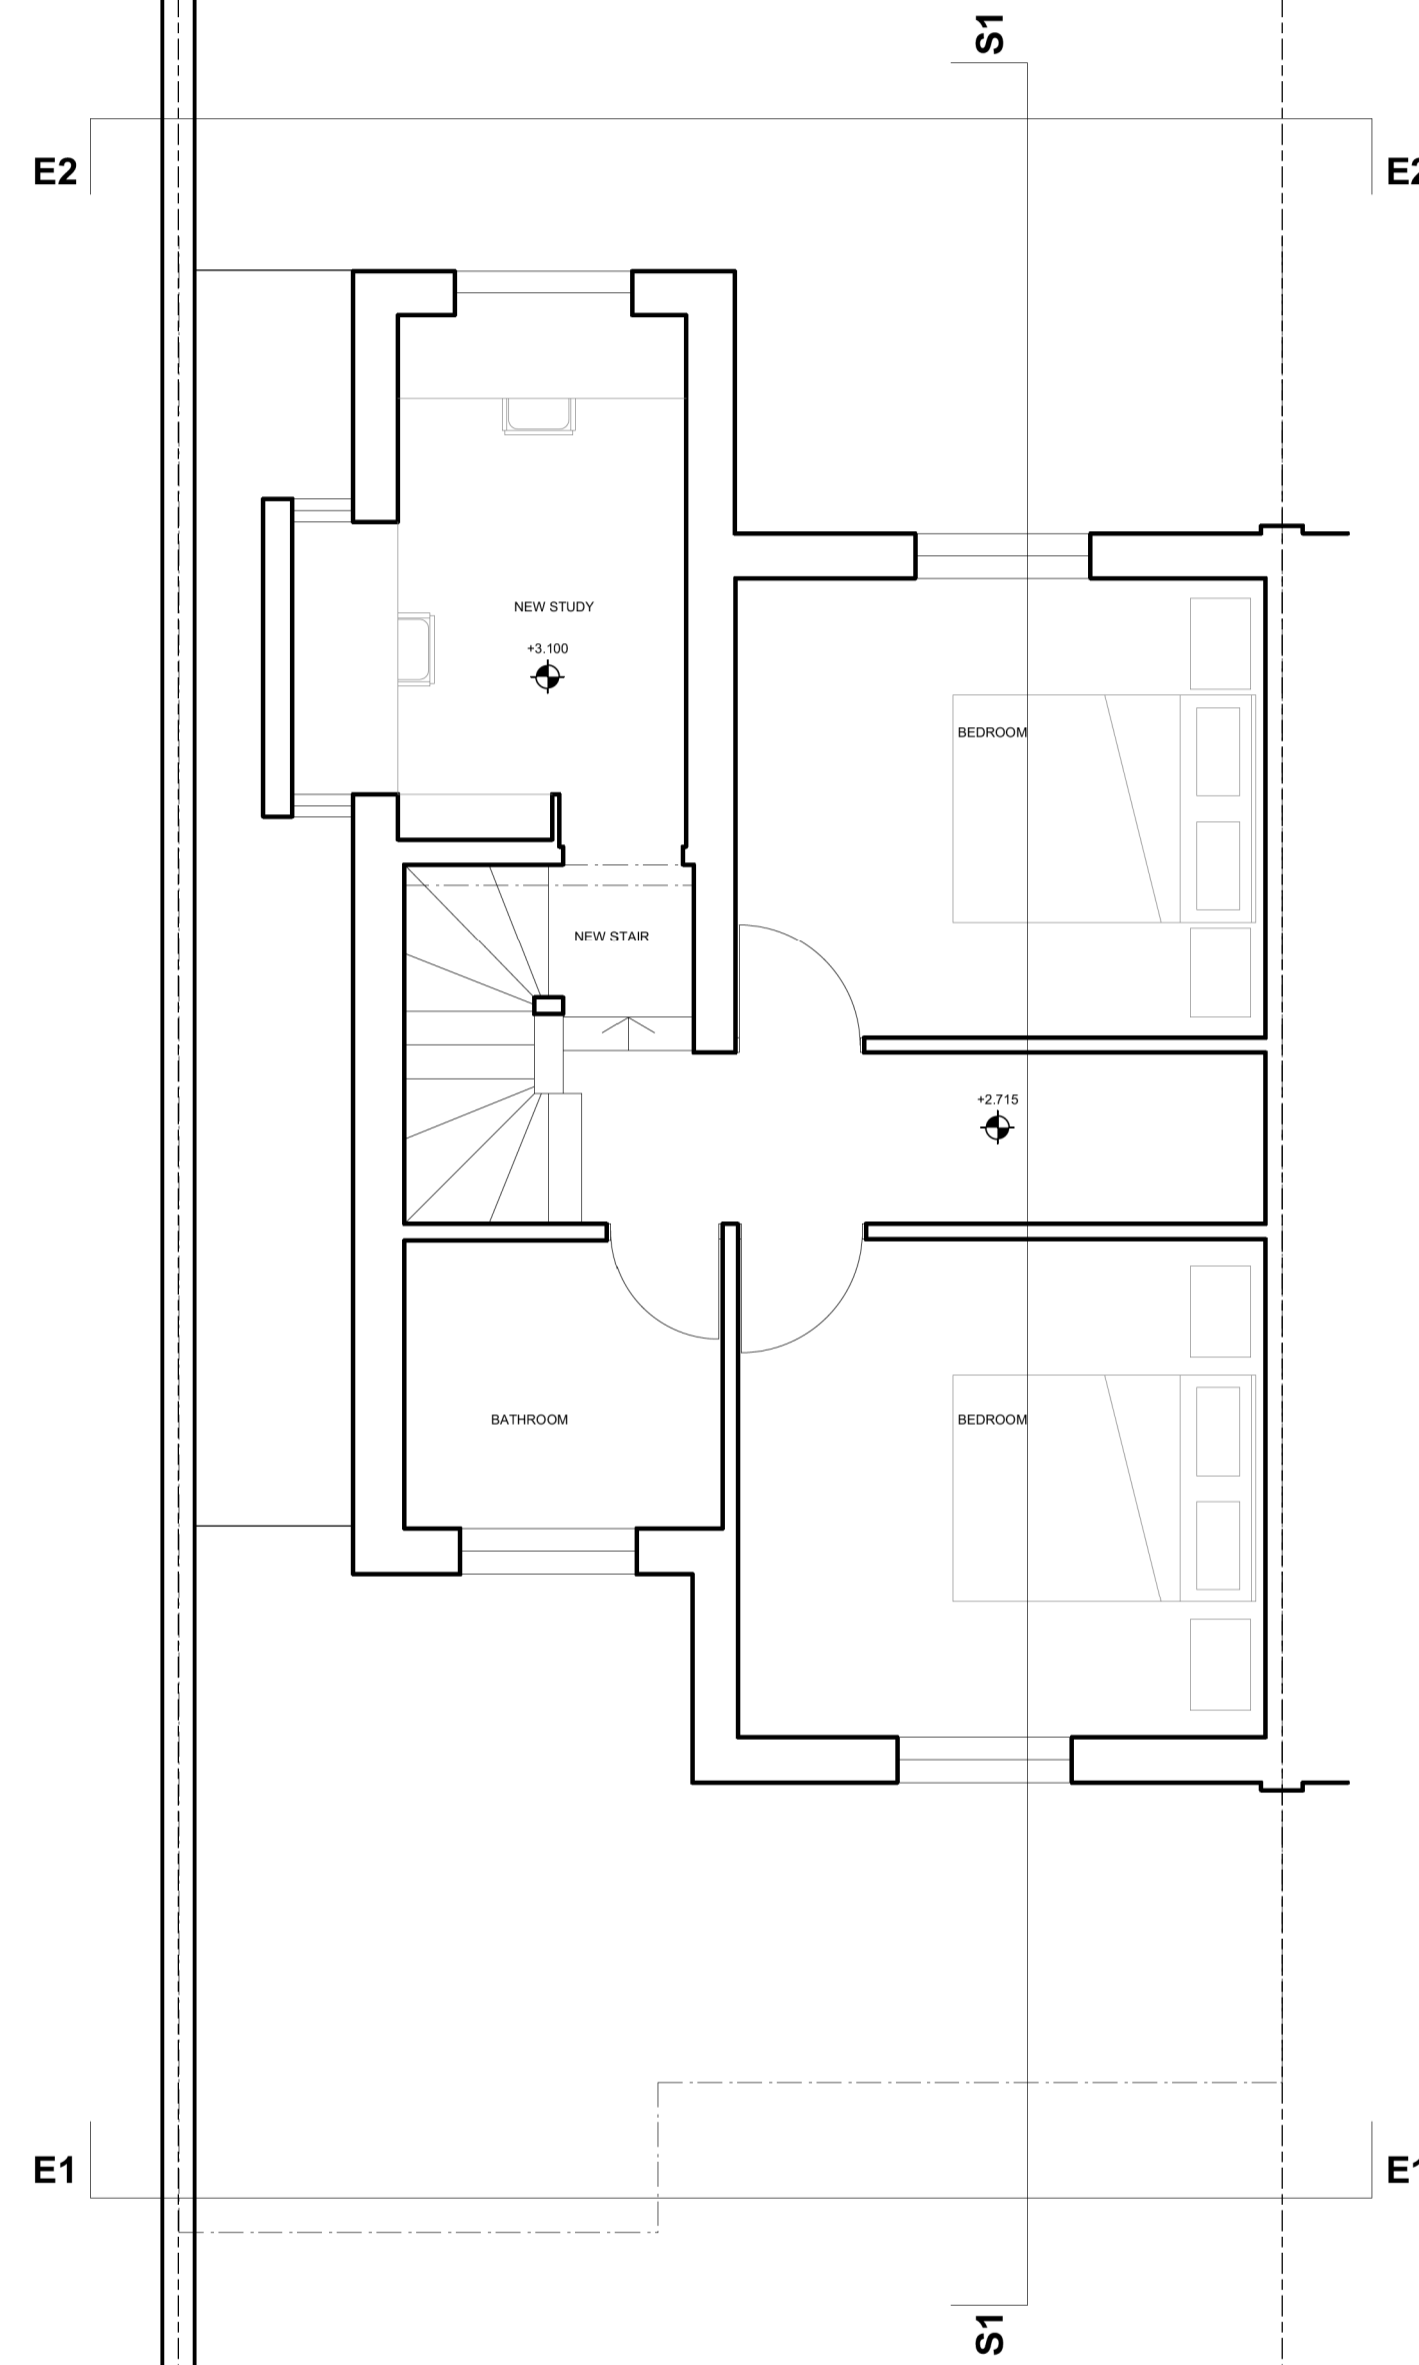 S1
E2
E2
NEW STUDY
+3.100
BEDROOM
NEW STAIR
+2.715
BATHROOM
BEDROOM
E1
E1
S1